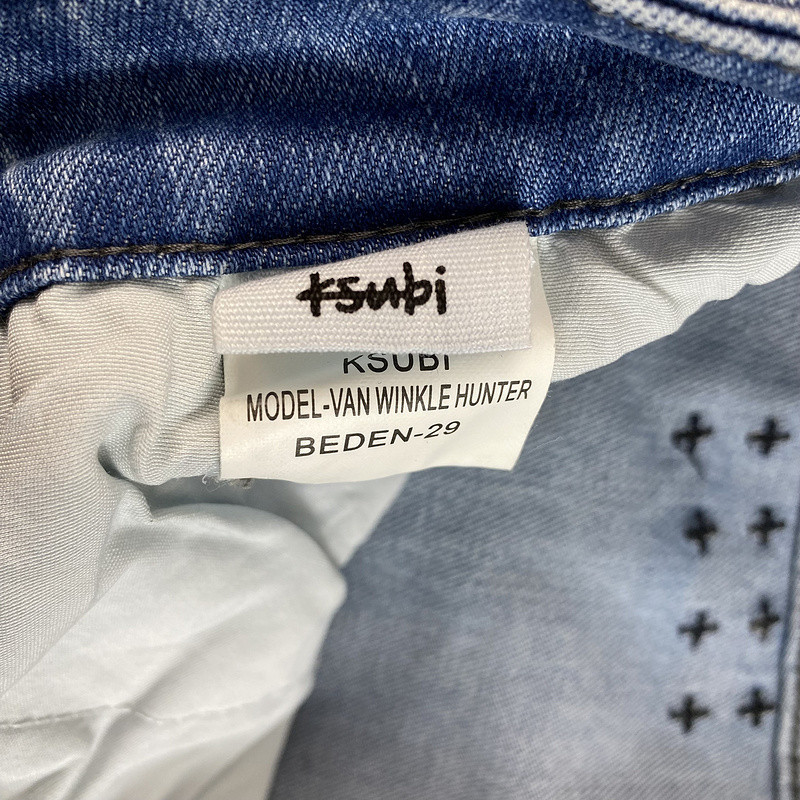 ksubi
KSUBI
MODEL-VAN WINKLE HUNTER
BEDEN-29